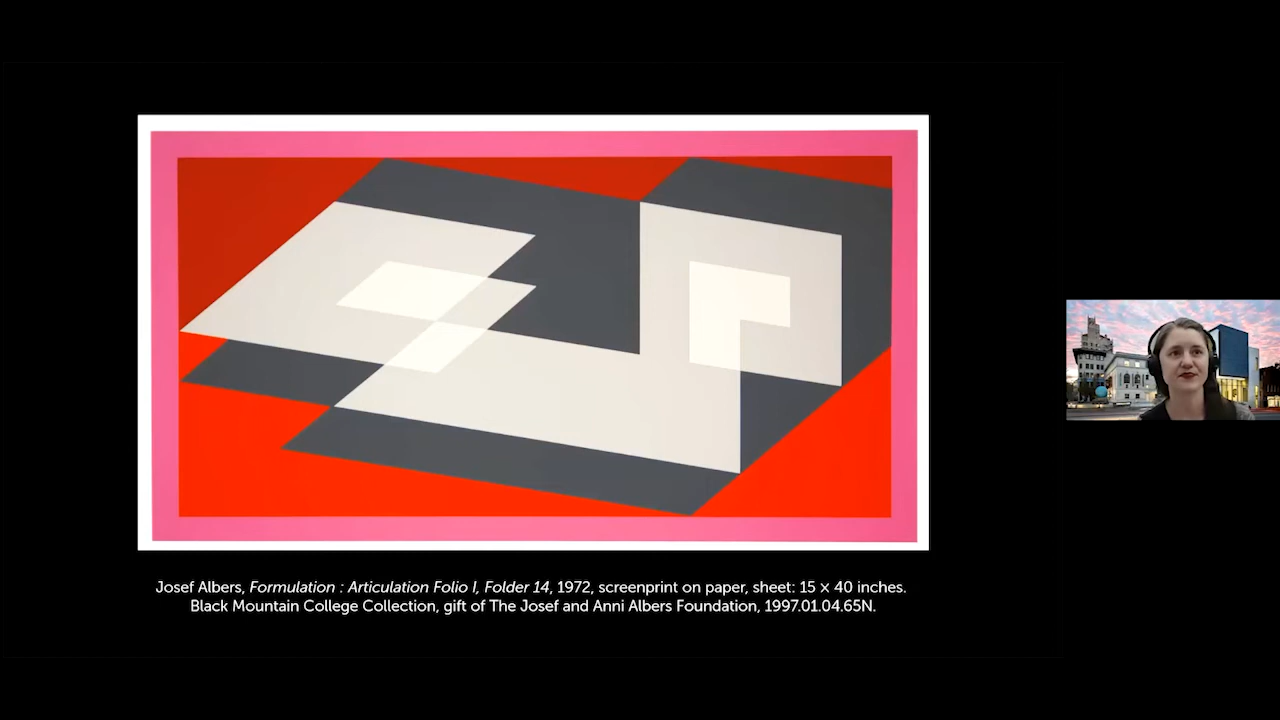 Josef Albers, Formulation : Articulation Folio I, Folder 14, 1972, screenprint on paper, sheet: 15 × 40 inches.
Black Mountain College Collection, gift of The Josef and Anni Albers Foundation, 1997.01.04.65N.